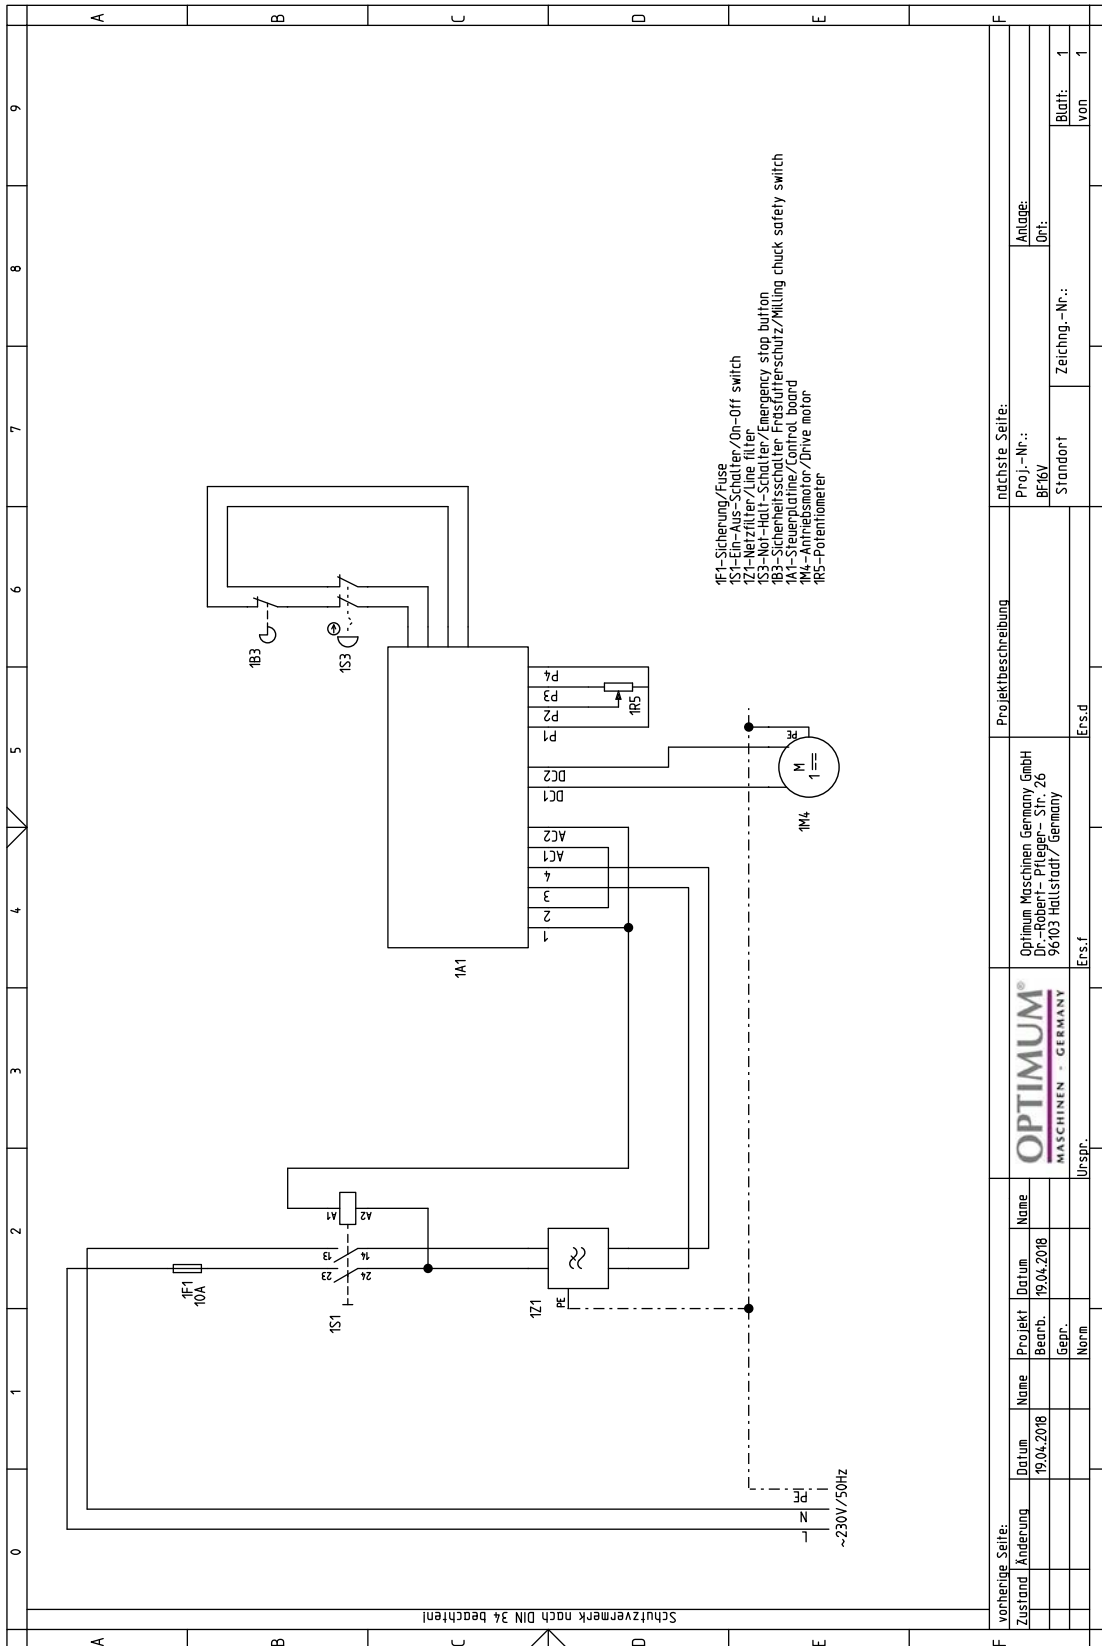 0 1 2 3 4 5 6 7 8 9
A
B
C
D
E
F
A
B
C
D
E
F
Schutzvermerk nach DIN 34 beachten!
1F1
10A
13
23
14
24
A1
A2
1S1
1Z1
PE
L
N
PE
~230V/50Hz
1A1
1
2
3
4
AC1
AC2
DC1
DC2
P1
P2
P3
P4
1B3
1S3
1R5
1M4
M
1
PE
1F1-Sicherung/Fuse
1S1-Ein-Aus-Schalter/On-Off switch
1Z1-Netzfilter/Line filter
1S3-Not-Halt-Schalter/Emergency stop button
1B3-Sicherheitsschalter Fräsfutterschutz/Milling chuck safety switch
1A1-Steuerplatine/Control board
1M4-Antriebsmotor/Drive motor
1R5-Potentiometer
vorherige Seite:
Projektbeschreibung
nächste Seite:
Zustand Änderung Datum Name Projekt Datum Name
19.04.2018 Bearb. 19.04.2018
Gepr.
Norm
Urspr.
Ers.f
Ers.d
OPTIMUM®
MASCHINEN - GERMANY
Optimum Maschinen Germany GmbH
Dr.-Robert- Pfleger- Str. 26
96103 Hallstadt/ Germany
Proj.-Nr.:
BF16V
Anlage:
Ort:
Standort
Zeichng.-Nr.:
Blatt: 1
von 1